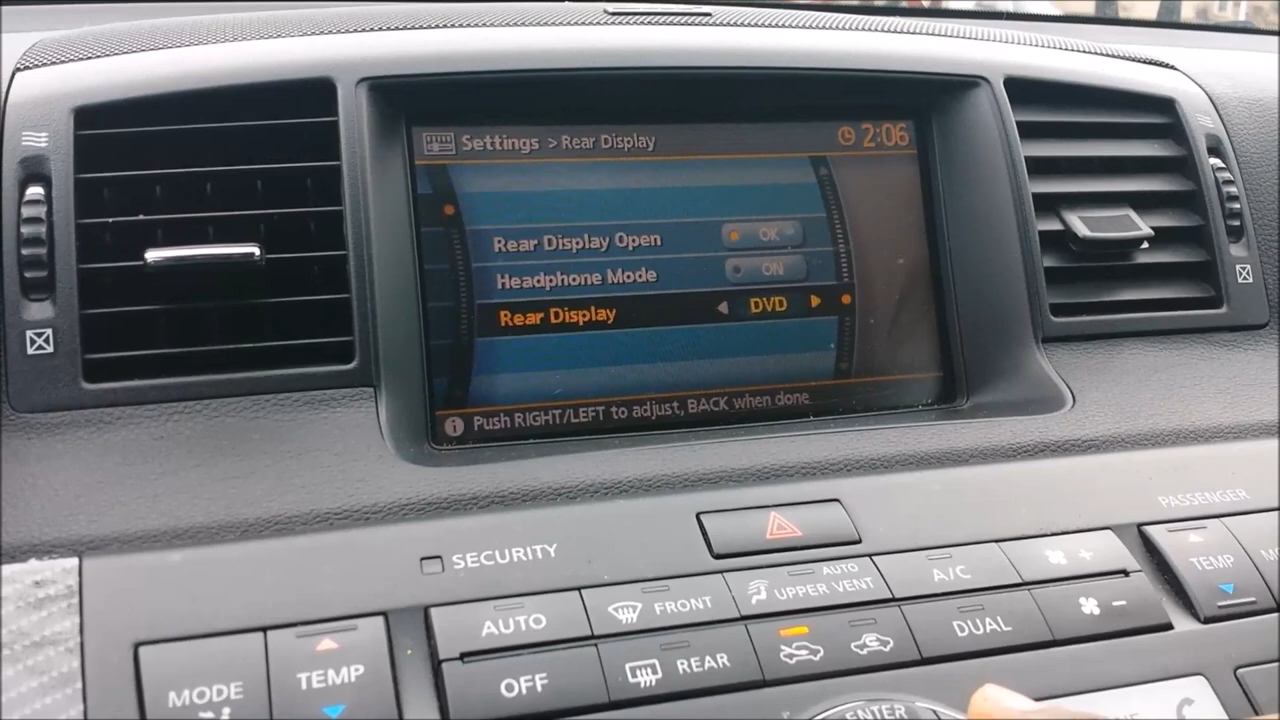 Settings > Rear Display 2:06
Rear Display Open OK
Headphone Mode ON
Rear Display DVD
i Push RIGHT/LEFT to adjust, BACK when done
PASSENGER
SECURITY
AUTO
FRONT
AUTO
UPPER VENT
A/C
+
TEMP
MODE
TEMP
OFF
REAR
DUAL
−
ENTER